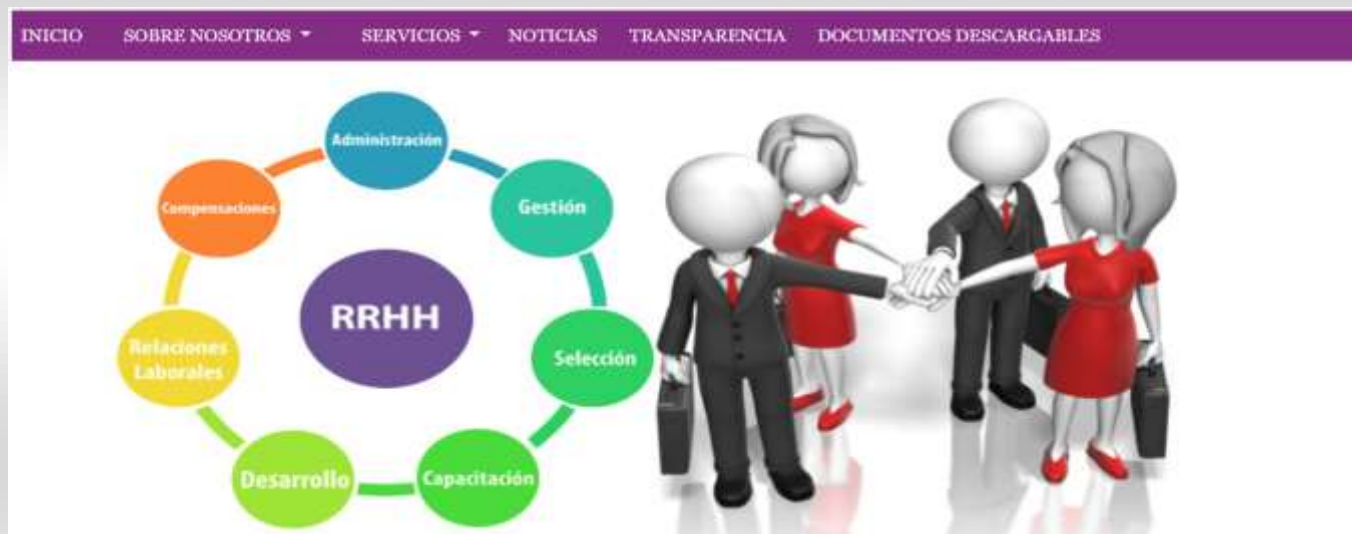 INICIO SOBRE NOSOTROS SERVICIOS NOTICIAS TRANSPARENCIA DOCUMENTOS DESCARGABLES
Administración
Gestión
Selección
Capacitación
Desarrollo
Relaciones
Laborales
Compensaciones
RRHH